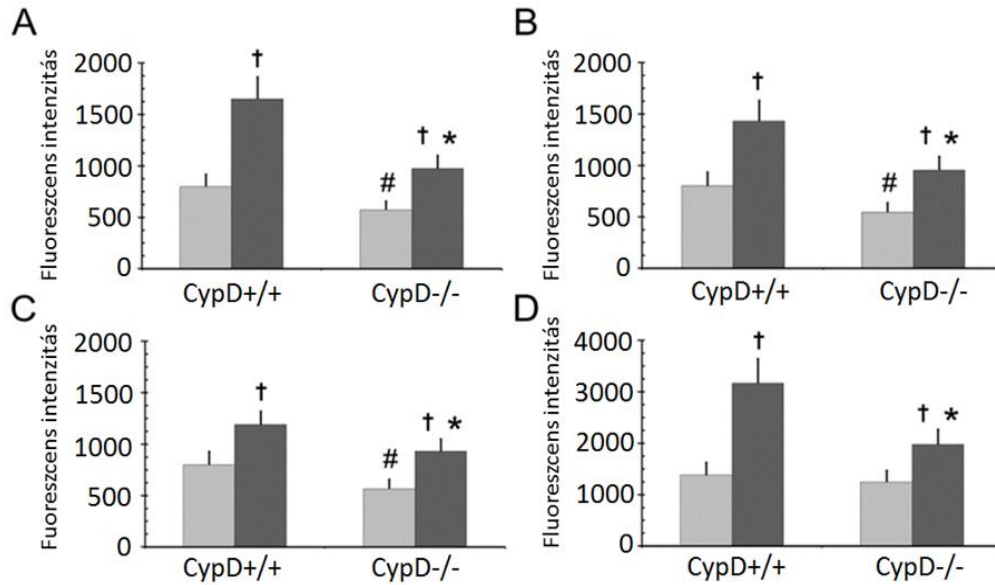 A
Fluoreszcens intenzitás
2000
1500
1000
500
0
†
#
† *
CypD+/+ CypD-/-
B
Fluoreszcens intenzitás
2000
1500
1000
500
0
†
#
† *
CypD+/+ CypD-/-
C
Fuoreszcens intenzitás
2000
1500
1000
500
0
†
#
† *
CypD+/+ CypD-/-
D
Fluoreszcens intenzitás
4000
3000
2000
1000
0
†
† *
CypD+/+ CypD-/-